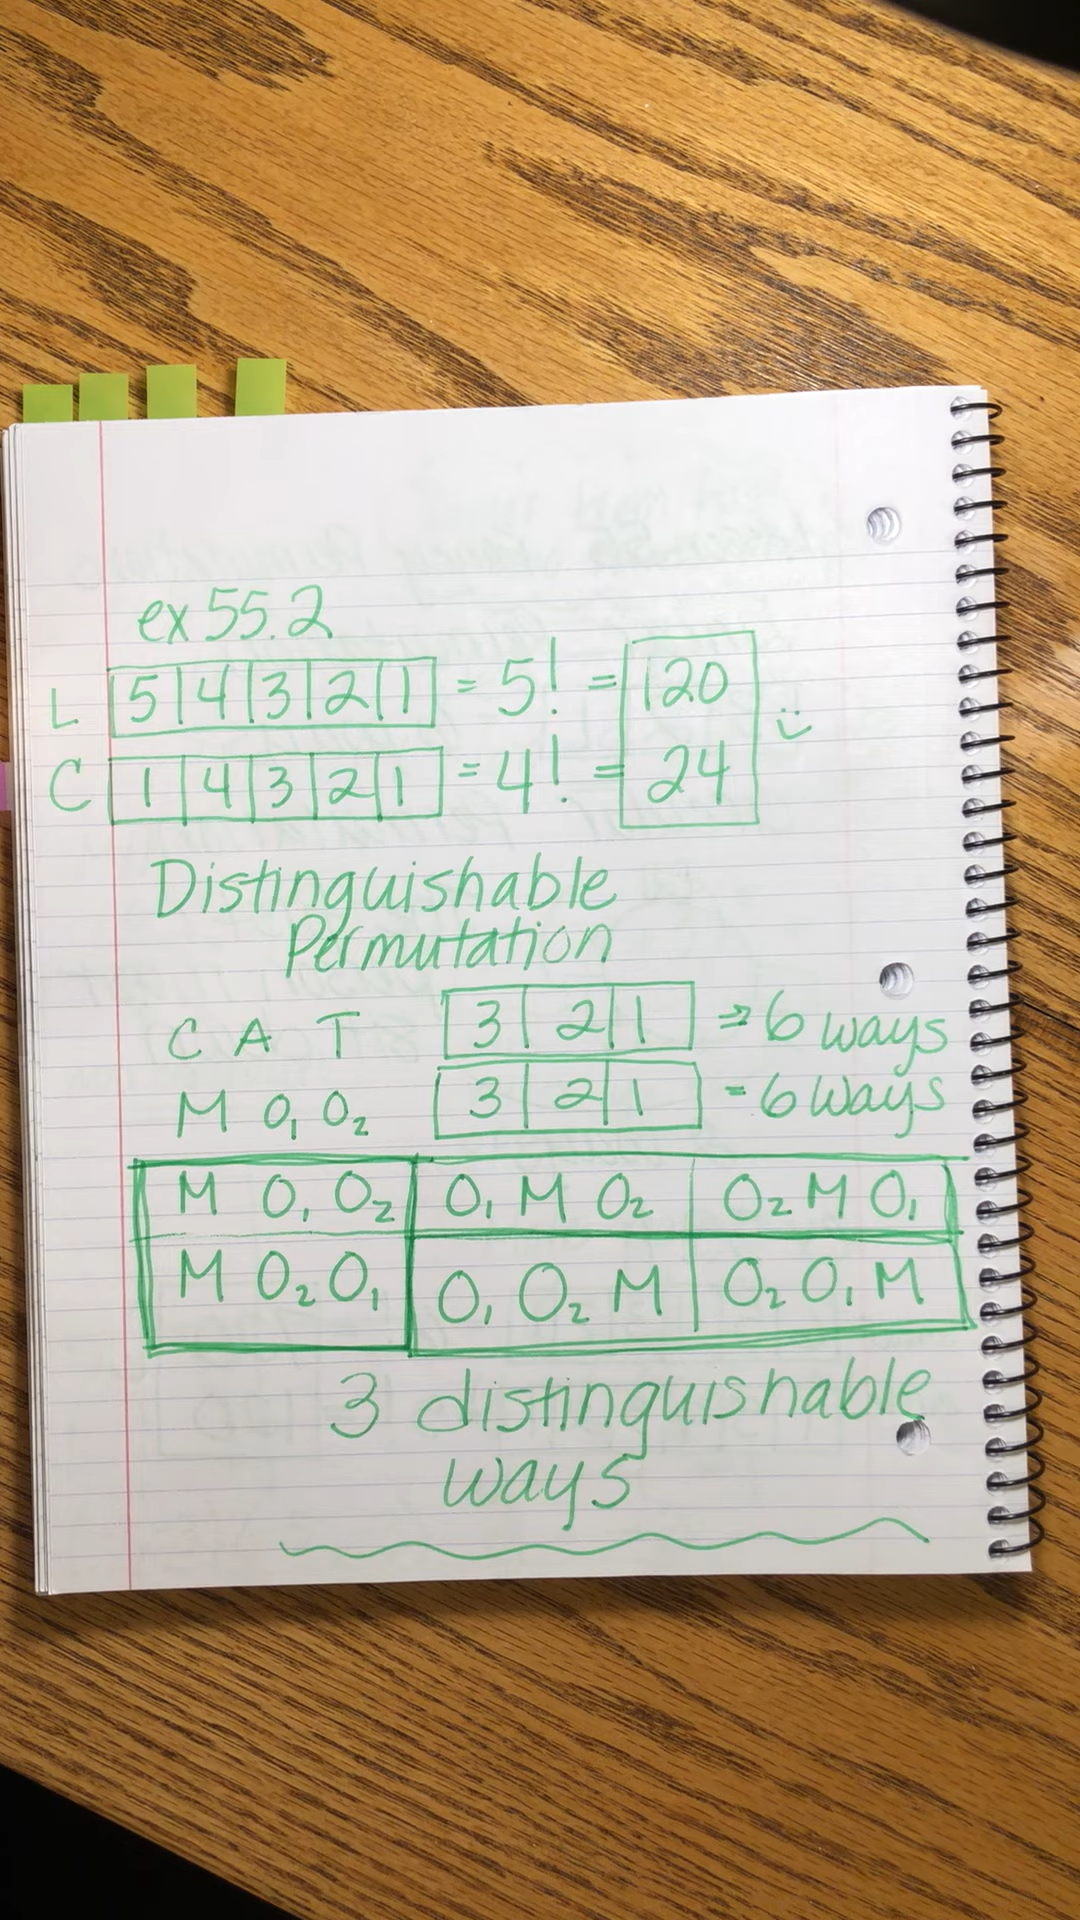 ex 55.2
L 5 4 3 2 1 = 5! = 120
C 1 4 3 2 1 = 4! = 24
Distinguishable
Permutation
C A T 3 2 1 ⇒ 6 ways
M O₁ O₂ 3 2 1 = 6 ways
M O₁ O₂ O₁ M O₂ O₂ M O₁
M O₂ O₁ O₁ O₂ M O₂ O₁ M
3 distinguishable
ways